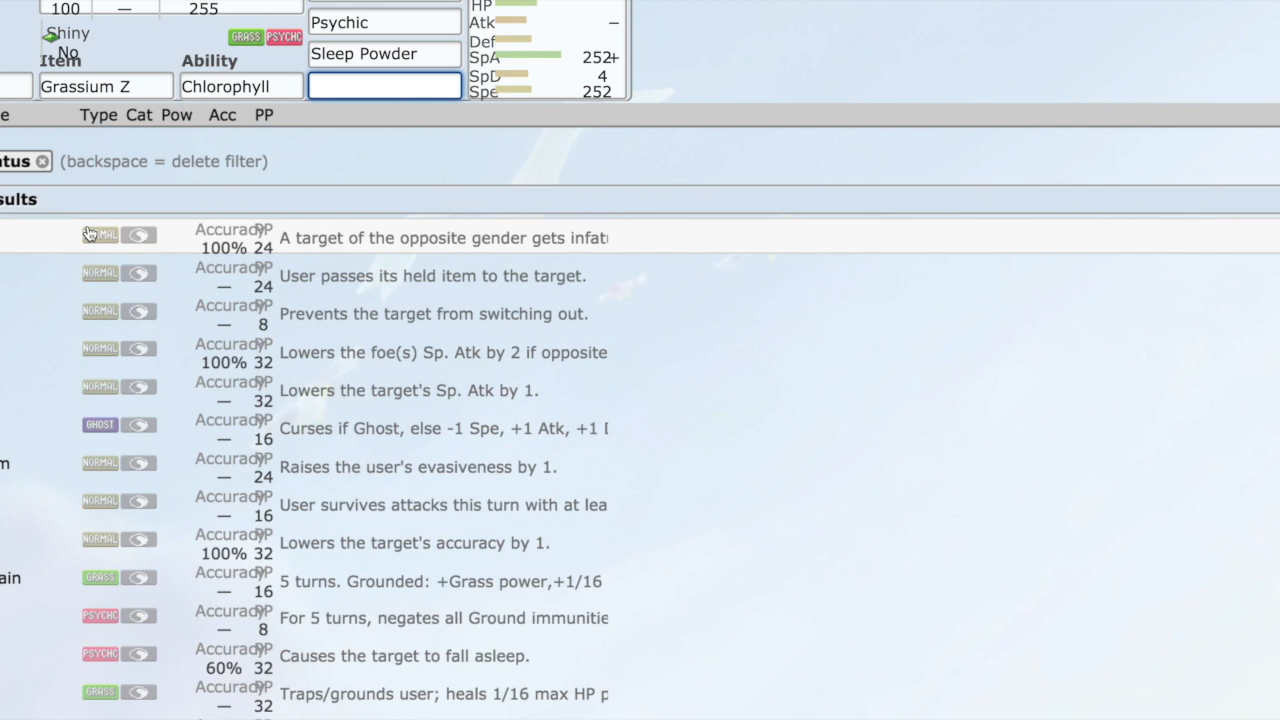 100 — 255
Psychic
HP
Atk —
Shiny
No
GRASS PSYCHC
Def
Sleep Powder
SpA 252+
Item Ability
SpD 4
Grassium Z Chlorophyll
Spe 252
e Type Cat Pow Acc PP
atus (backspace = delete filter)
sults
NORMAL Accuracy 100% PP 24 A target of the opposite gender gets infatu
NORMAL Accuracy — PP 24 User passes its held item to the target.
NORMAL Accuracy — PP 8 Prevents the target from switching out.
NORMAL Accuracy 100% PP 32 Lowers the foe(s) Sp. Atk by 2 if opposite
NORMAL Accuracy — PP 32 Lowers the target's Sp. Atk by 1.
GHOST Accuracy — PP 16 Curses if Ghost, else -1 Spe, +1 Atk, +1 D
m NORMAL Accuracy — PP 24 Raises the user's evasiveness by 1.
NORMAL Accuracy — PP 16 User survives attacks this turn with at lea
NORMAL Accuracy 100% PP 32 Lowers the target's accuracy by 1.
ain GRASS Accuracy — PP 16 5 turns. Grounded: +Grass power,+1/16
PSYCHC Accuracy — PP 8 For 5 turns, negates all Ground immunitie
PSYCHC Accuracy 60% PP 32 Causes the target to fall asleep.
GRASS Accuracy — PP 32 Traps/grounds user; heals 1/16 max HP p